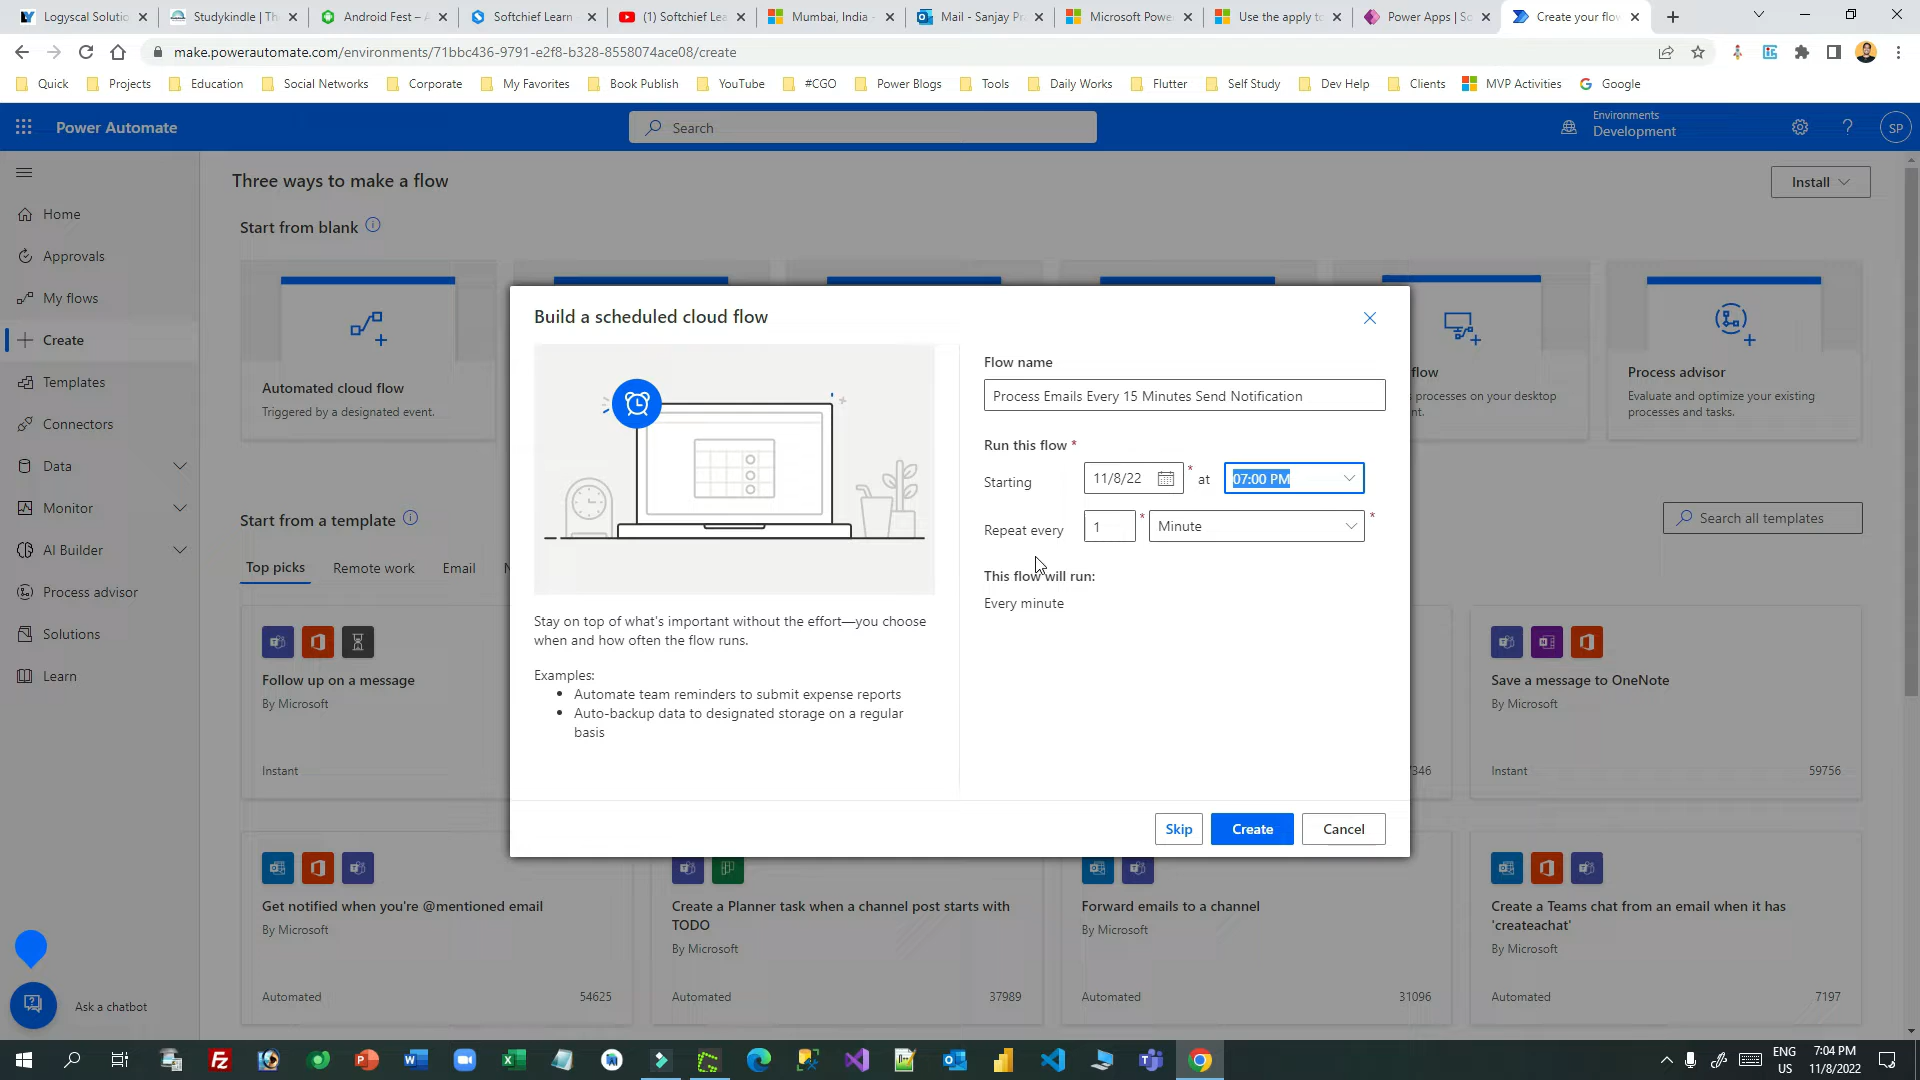 Logyscal Solutio
Studykindle | Th
Android Fest – A
Softchief Learn
(1) Softchief Lea
Mumbai, India -
Mail - Sanjay Pr
Microsoft Powe
Use the apply to
Power Apps | So
Create your flow
make.powerautomate.com/environments/71bbc436-9791-e2f8-b328-8558074ace08/create
Quick
Projects
Education
Social Networks
Corporate
My Favorites
Book Publish
YouTube
#CGO
Power Blogs
Tools
Daily Works
Flutter
Self Study
Dev Help
Clients
MVP Activities
Google
Power Automate
Search
Environments
Development
SP
Home
Approvals
My flows
Create
Templates
Connectors
Data
Monitor
AI Builder
Process advisor
Solutions
Learn
Ask a chatbot
Three ways to make a flow
Install
Start from blank
Automated cloud flow
Triggered by a designated event.
flow
processes on your desktop
nt.
Process advisor
Evaluate and optimize your existing
processes and tasks.
Build a scheduled cloud flow
Stay on top of what's important without the effort—you choose
when and how often the flow runs.
Examples:
• Automate team reminders to submit expense reports
• Auto-backup data to designated storage on a regular
basis
Flow name
Process Emails Every 15 Minutes Send Notification
Run this flow *
Starting
11/8/22
*
at
07:00 PM
Repeat every
1
*
Minute
*
This flow will run:
Every minute
Skip
Create
Cancel
Start from a template
Search all templates
Top picks
Remote work
Email
N
Follow up on a message
By Microsoft
Instant
7346
Save a message to OneNote
By Microsoft
Instant
59756
Get notified when you're @mentioned email
By Microsoft
Automated
54625
Create a Planner task when a channel post starts with
TODO
By Microsoft
Automated
37989
Forward emails to a channel
By Microsoft
Automated
31096
Create a Teams chat from an email when it has
'createachat'
By Microsoft
Automated
7197
ENG
US
7:04 PM
11/8/2022